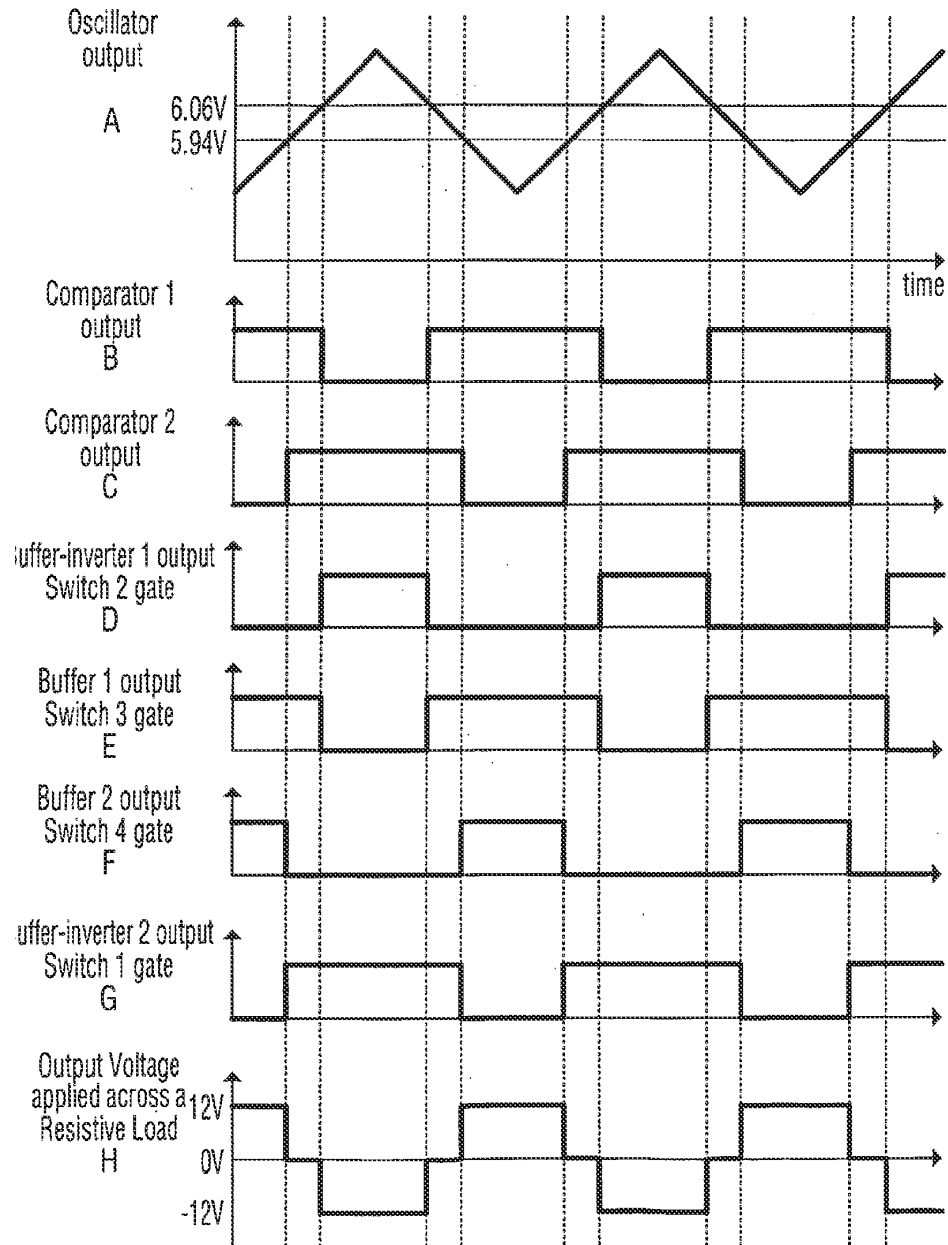 Oscillator
output
A
6.06V
5.94V
time
Comparator 1
output
B
Comparator 2
output
C
uffer-inverter 1 output
Switch 2 gate
D
Buffer 1 output
Switch 3 gate
E
Buffer 2 output
Switch 4 gate
F
uffer-inverter 2 output
Switch 1 gate
G
Output Voltage
applied across a
Resistive Load
H
12V
0V
-12V